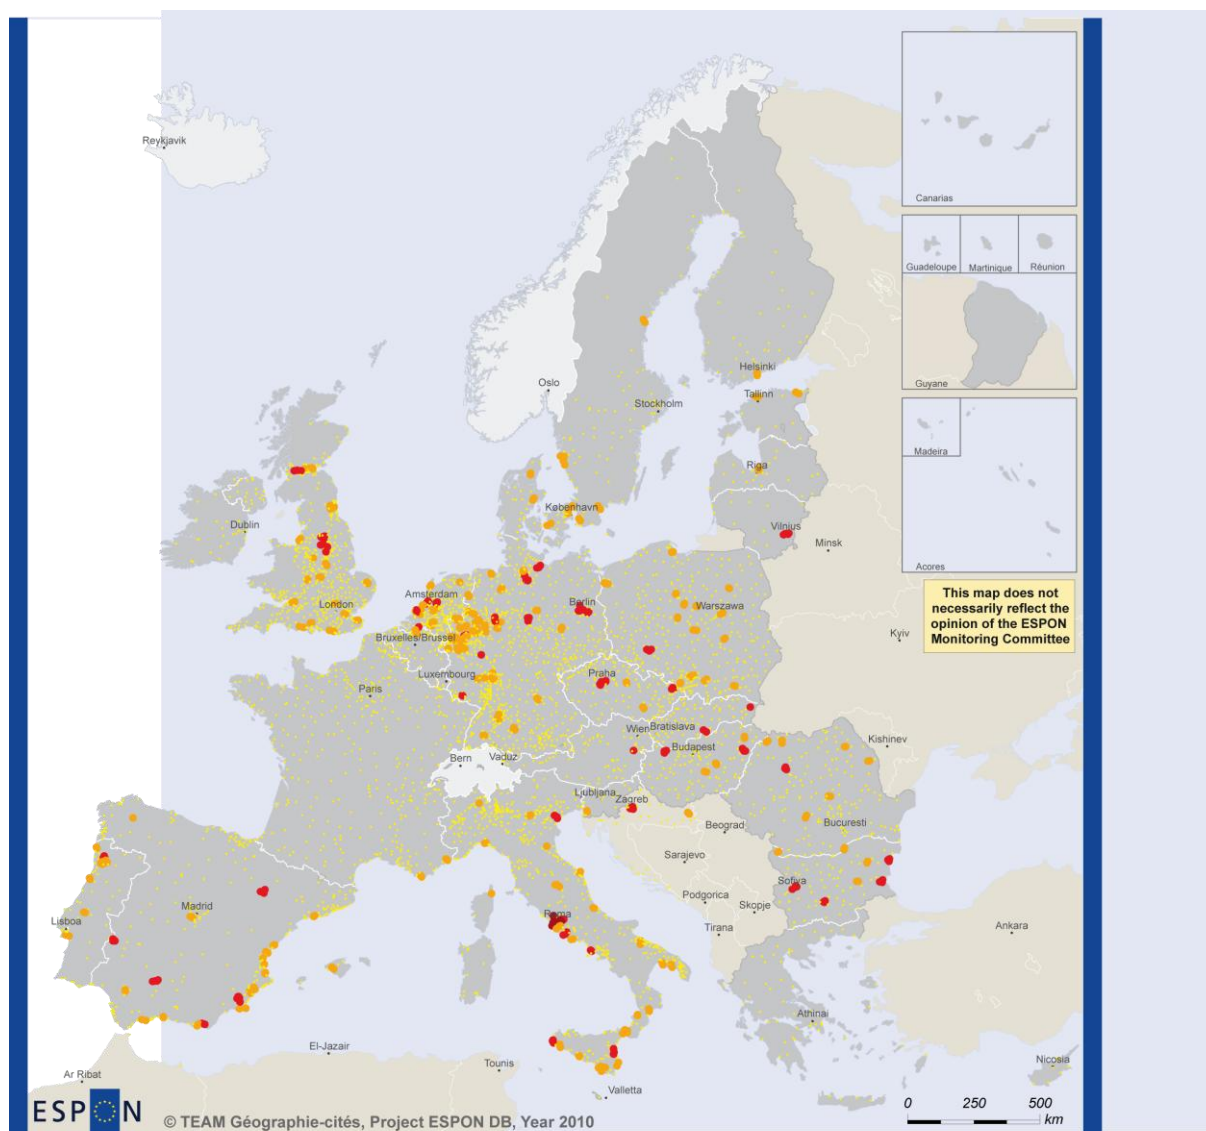 Reykjavik
Canarias
Guadeloupe
Martinique
Réunion
Guyane
Madeira
Acores
Helsinki
Tallinn
Oslo
Stockholm
Riga
København
Dublin
Vilnius
Minsk
Amsterdam
London
Berlin
Warszawa
This map does not
necessarily reflect the
opinion of the ESPON
Monitoring Committee
Bruxelles/Brussel
Kyiv
Luxembourg
Praha
Paris
Wien
Bratislava
Kishinev
Budapest
Bern
Vaduz
Ljubljana
Zagreb
Beograd
Bucuresti
Sarajevo
Sofiya
Podgorica
Skopje
Madrid
Lisboa
Roma
Tirana
Ankara
Athinai
El-Jazair
Tounis
Nicosia
Ar Ribat
Valletta
0 250 500
km
ESPON
© TEAM Géographie-cités, Project ESPON DB, Year 2010